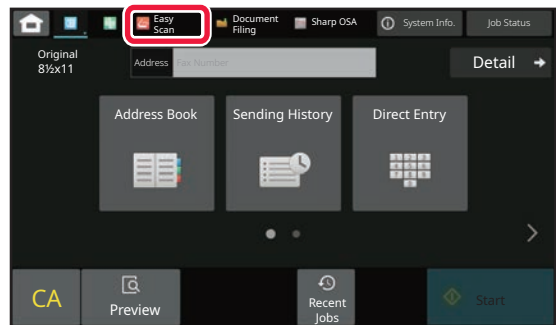 Easy
Scan
Document
Filing
Sharp OSA
System Info.
Job Status
Original
8½x11
Address
Fax Number
Detail
Address Book
Sending History
Direct Entry
CA
Preview
Recent
Jobs
Start